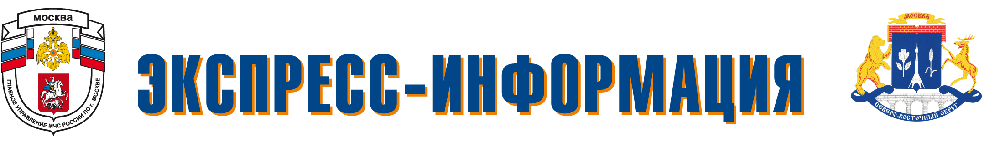 МОСКВА
ГЛАВНОЕ УПРАВЛЕНИЕ МЧС РОССИИ ПО г. МОСКВЕ
ЭКСПРЕСС-ИНФОРМАЦИЯ
МОСКВА
СЕВЕРО-ВОСТОЧНЫЙ ОКРУГ